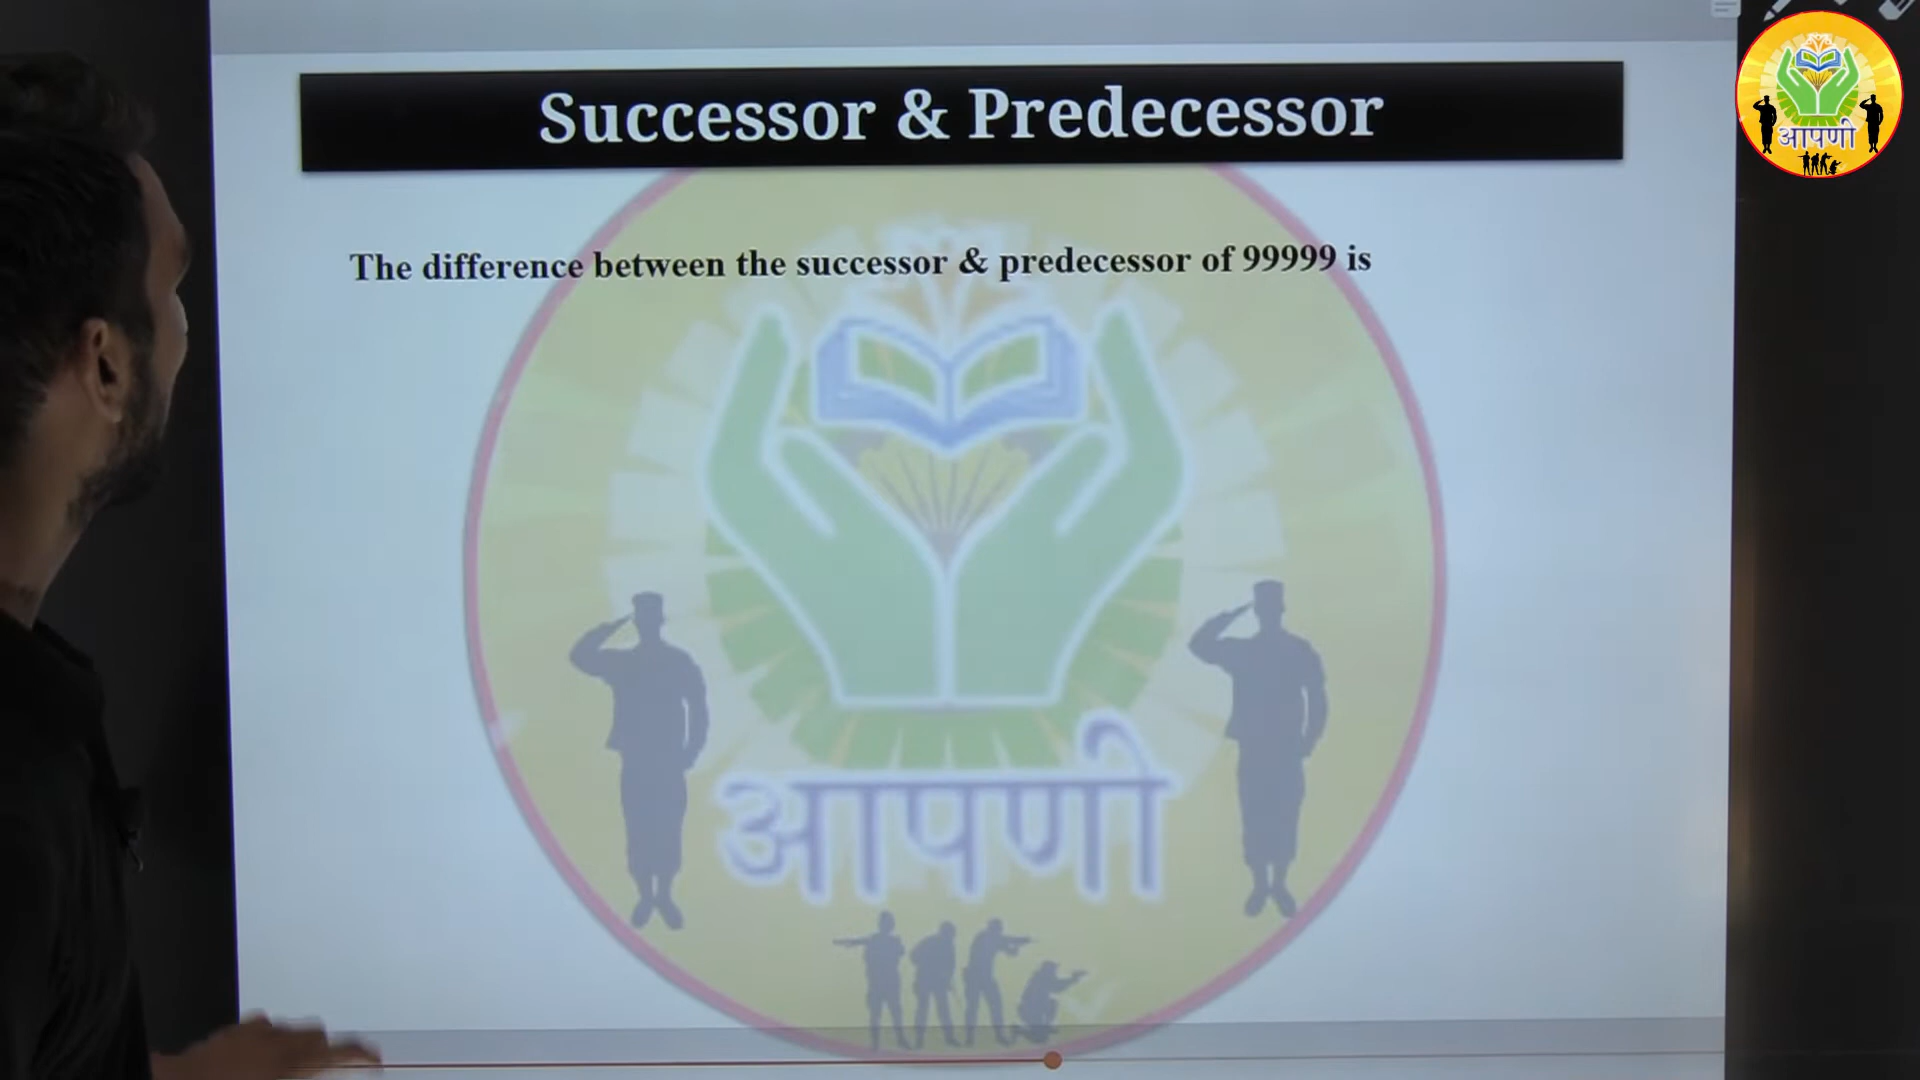 Successor & Predecessor
आपणी
The difference between the successor & predecessor of 99999 is
आपणी